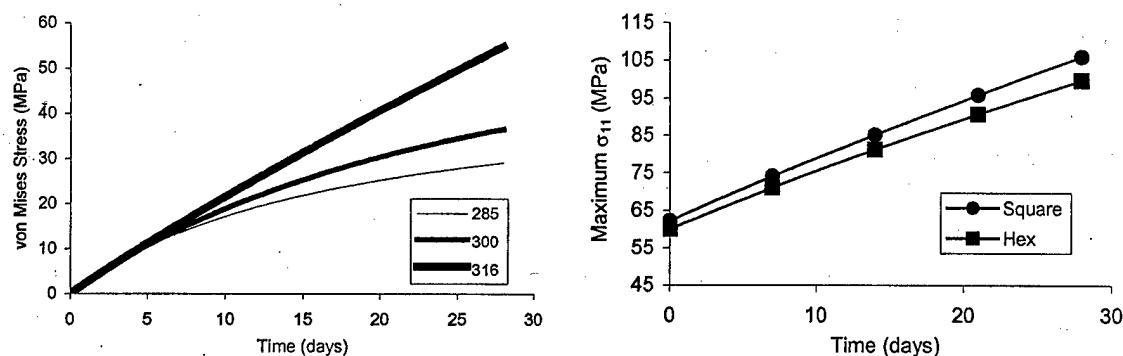 60
50
40
30
20
10
0
von Mises Stress (MPa)
285
300
316
0 5 10 15 20 25 30
Time (days)
115
105
95
85
75
65
55
45
Maximum σ₁₁ (MPa)
Square
Hex
0 10 20 30
Time (days)